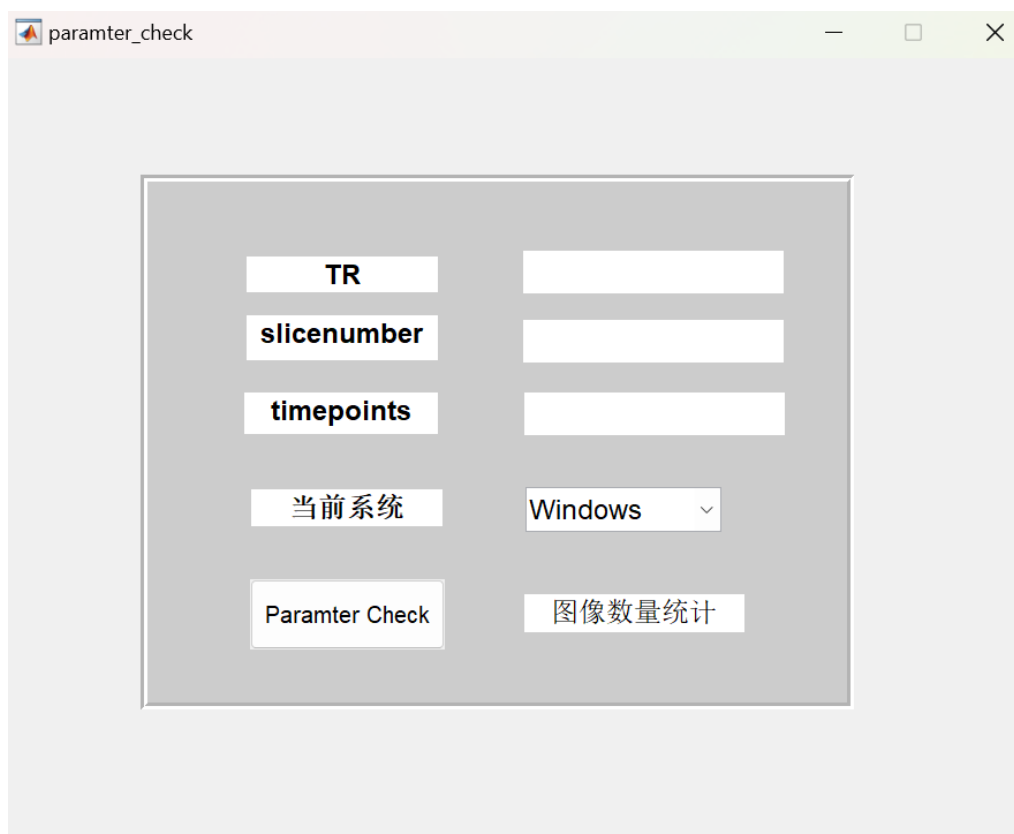 paramter_check
TR
slicenumber
timepoints
当前系统
Windows
Paramter Check
图像数量统计